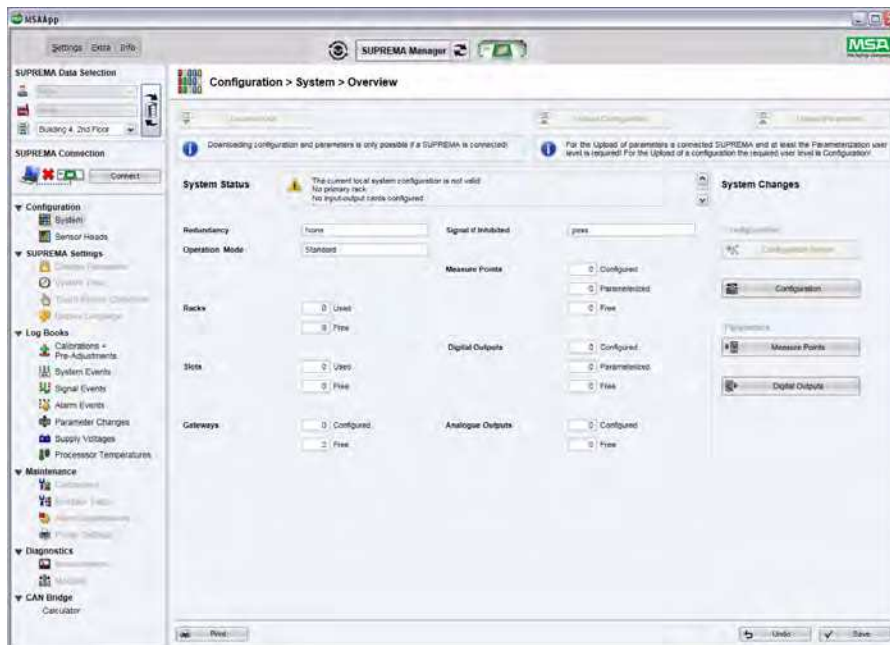 MSAApp
Settings Extra Info
SUPREMA Manager
MSA
SUPREMA Data Selection
Building 4, 2nd Floor
SUPREMA Connection
Connect
Configuration
System
Sensor Heads
SUPREMA Settings
Log Books
Calibrations +
Pre-Adjustments
System Events
Signal Events
Alarm Events
Parameter Changes
Supply Voltages
Processor Temperatures
Maintenance
Diagnostics
CAN Bridge
Calculator
Configuration > System > Overview
Downloading configuration and parameters is only possible if a SUPREMA is connected!
For the Upload of parameters a connected SUPREMA and at least the Parameterization user
level is required! For the Upload of a configuration the required user level is Configuration!
System Status
The current local system configuration is not valid
No primary rack
No input-output cards configured
System Changes
Redundancy
None
Signal if Inhibited
pass
Operation Mode
Standard
Measure Points
0 Configured
0 Parameterized
0 Free
Racks
0 Used
8 Free
Digital Outputs
0 Configured
0 Parameterized
0 Free
Slots
0 Used
0 Free
Gateways
0 Configured
2 Free
Analogue Outputs
0 Configured
0 Free
Configuration
Measure Points
Digital Outputs
Print
Undo
Save